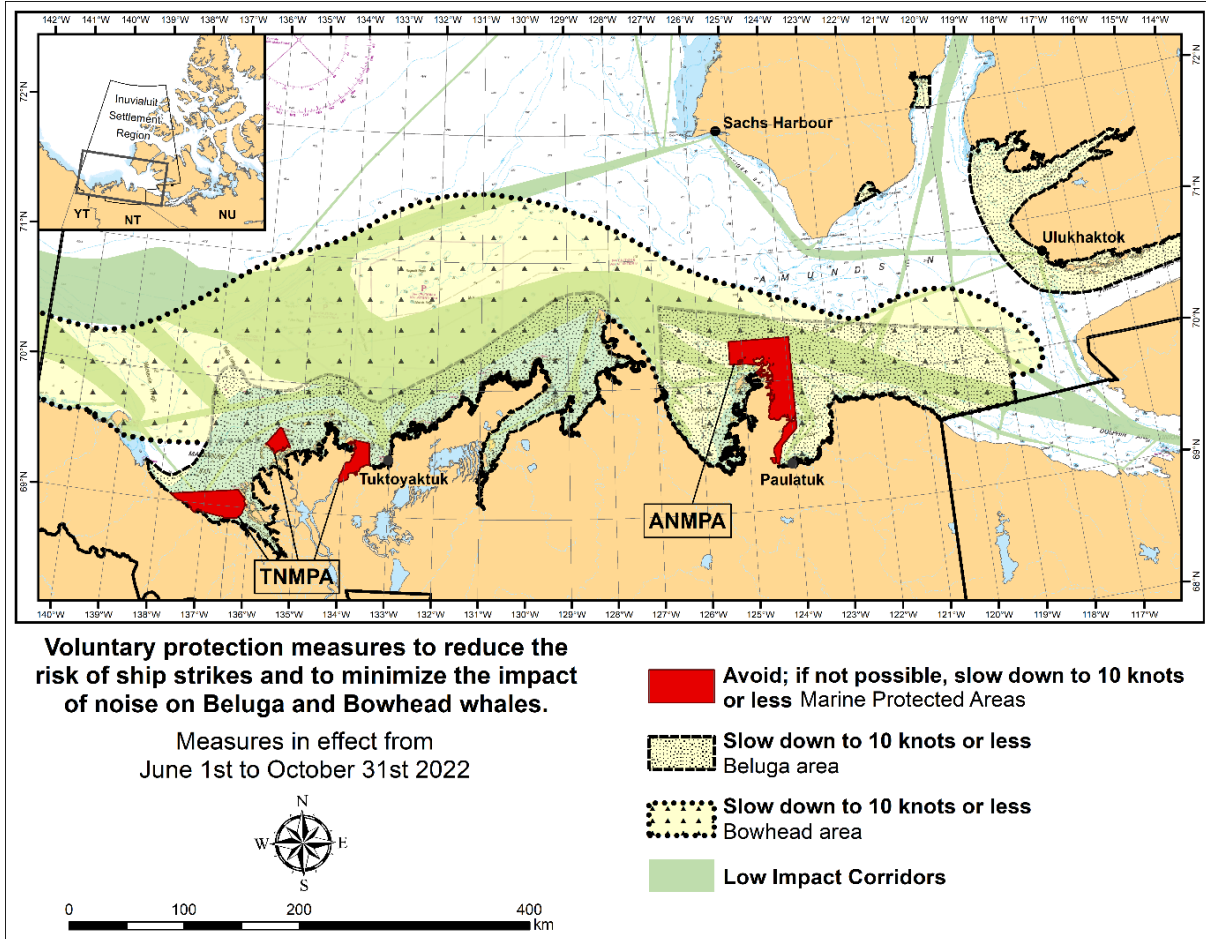 142°W 141°W 140°W 139°W 138°W 137°W 136°W 135°W 134°W 133°W 132°W 131°W 130°W 129°W 128°W 127°W 126°W 125°W 124°W 123°W 122°W 121°W 120°W 119°W 118°W 117°W 116°W 115°W 114°W
72°N
71°N
70°N
69°N
72°N
71°N
70°N
69°N
68°N
Inuvialuit
Settlement
Region
YT
NT
NU
Sachs Harbour
Ulukhaktok
AMUNDSEN
Tuktoyaktuk
Paulatuk
ANMPA
TNMPA
140°W 139°W 138°W 137°W 136°W 135°W 134°W 133°W 132°W 131°W 130°W 129°W 128°W 127°W 126°W 125°W 124°W 123°W 122°W 121°W 120°W 119°W 118°W 117°W
Voluntary protection measures to reduce the
risk of ship strikes and to minimize the impact
of noise on Beluga and Bowhead whales.
Measures in effect from
June 1st to October 31st 2022
N
W E
S
0 100 200 400
km
Avoid; if not possible, slow down to 10 knots
or less Marine Protected Areas
Slow down to 10 knots or less
Beluga area
Slow down to 10 knots or less
Bowhead area
Low Impact Corridors